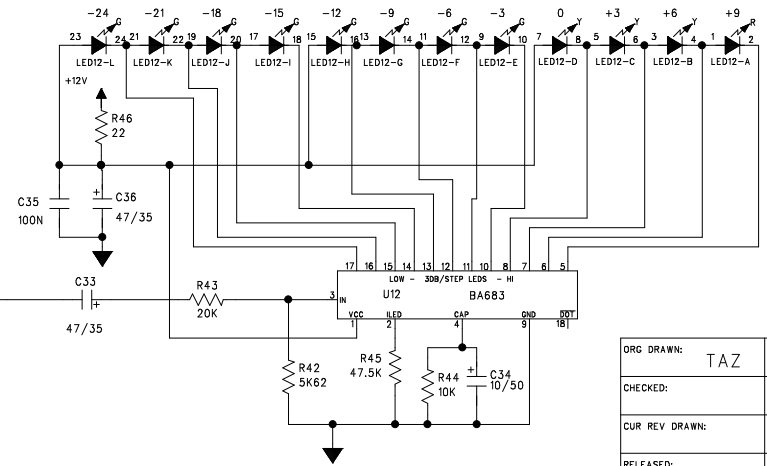 -24 -21 -18 -15 -12 -9 -6 -3 0 +3 +6 +9
G G G G G G G G Y Y Y R
23 24 21 22 19 20 17 18 15 16 13 14 11 12 9 10 7 8 5 6 3 4 1 2
LED12-L LED12-K LED12-J LED12-I LED12-H LED12-G LED12-F LED12-E LED12-D LED12-C LED12-B LED12-A
+12V
R46
22
C35
100N
+
C36
47/35
17 16 15 14 13 12 11 10 8 7 6 5
LOW - 3DB/STEP LEDS - HI
C33
+
47/35
R43
20K
3 IN
U12
BA683
VCC ILED CAP GND DOT
1 2 4 9 18
R42
5K62
R45
47.5K
R44
10K
+
C34
10/50
ORG DRAWN: TAZ
CHECKED:
CUR REV DRAWN:
RELEASED: